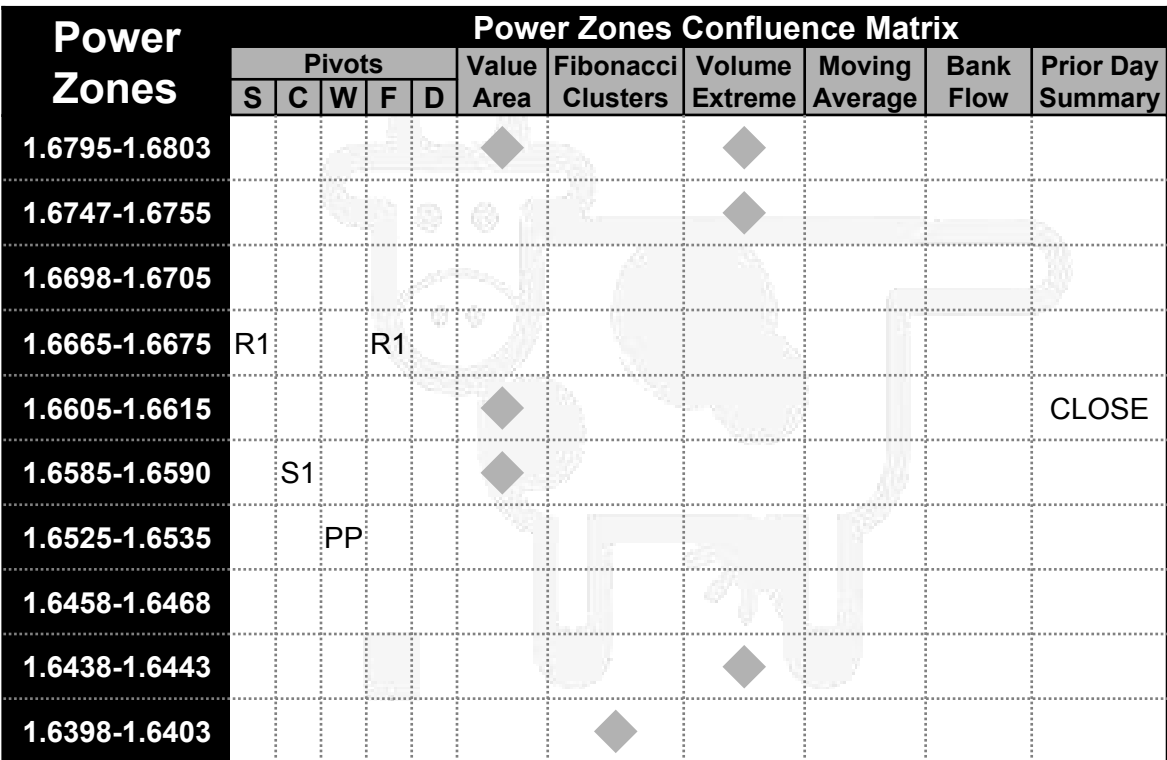 Power Zones Power Zones Confluence Matrix
Pivots Value Area Fibonacci Clusters Volume Extreme Moving Average Bank Flow Prior Day Summary
S C W F D
1.6795-1.6803 ◆ ◆
1.6747-1.6755 ◆
1.6698-1.6705
1.6665-1.6675 R1 R1
1.6605-1.6615 ◆ CLOSE
1.6585-1.6590 S1 ◆
1.6525-1.6535 PP
1.6458-1.6468
1.6438-1.6443 ◆
1.6398-1.6403 ◆